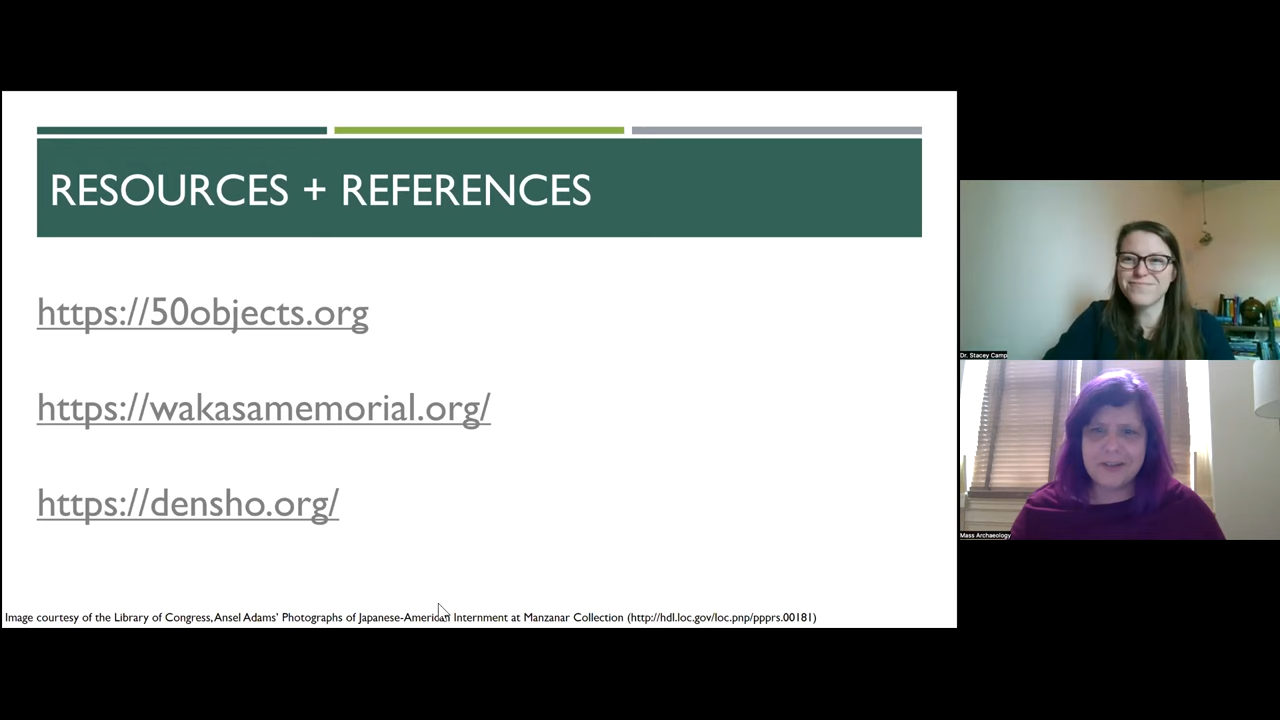 RESOURCES + REFERENCES
https://50objects.org
https://wakasamemorial.org/
https://densho.org/
Image courtesy of the Library of Congress, Ansel Adams' Photographs of Japanese-American Internment at Manzanar Collection (http://hdl.loc.gov/loc.pnp/ppprs.00181)
Dr. Stacey Camp
Mass Archaeology